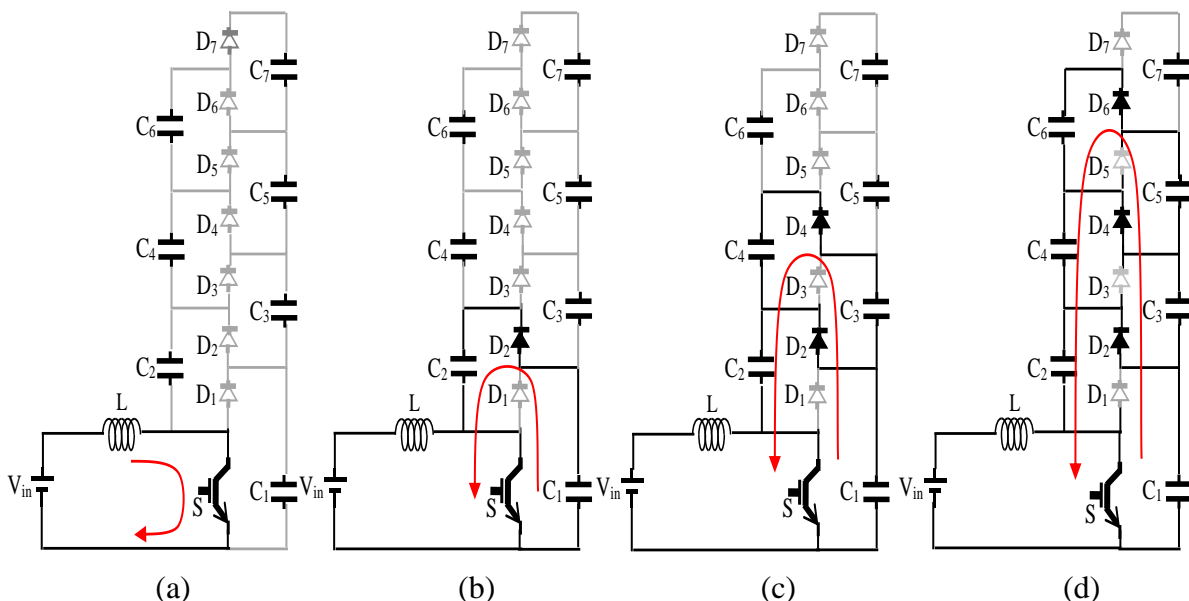 D7
C7
D6
C6
D5
C5
D4
C4
D3
C3
D2
C2
D1
L
Vin
S
C1
(a)
D7
C7
D6
C6
D5
C5
D4
C4
D3
C3
D2
C2
D1
L
Vin
S
C1
(b)
D7
C7
D6
C6
D5
C5
D4
C4
D3
C3
D2
C2
D1
L
Vin
S
C1
(c)
D7
C7
D6
C6
D5
C5
D4
C4
D3
C3
D2
C2
D1
L
Vin
S
C1
(d)